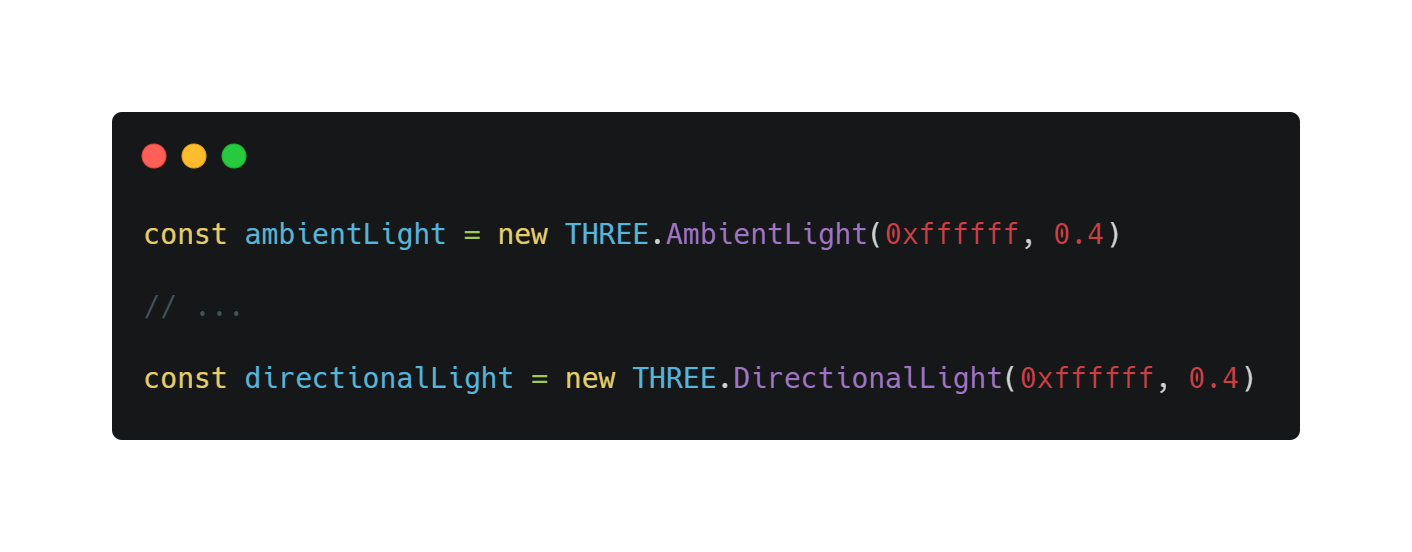 const ambientLight = new THREE.AmbientLight(0xffffff, 0.4)
// ...
const directionalLight = new THREE.DirectionalLight(0xffffff, 0.4)